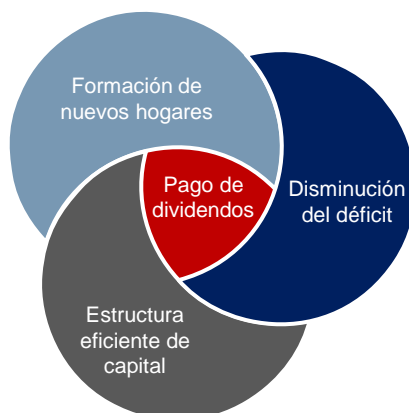 Formación de
nuevos hogares
Pago de
dividendos
Disminución
del déficit
Estructura
eficiente de
capital